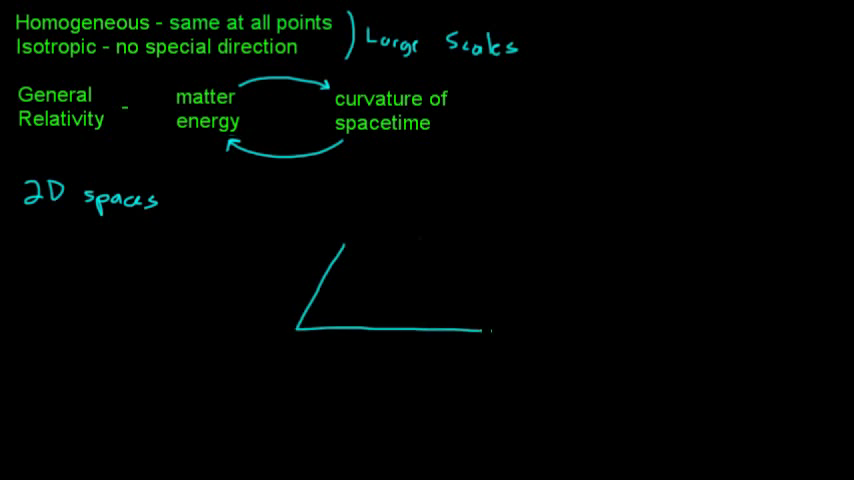 Homogeneous - same at all points
Isotropic - no special direction
Large Scales
General Relativity - matter energy
curvature of spacetime
2D spaces